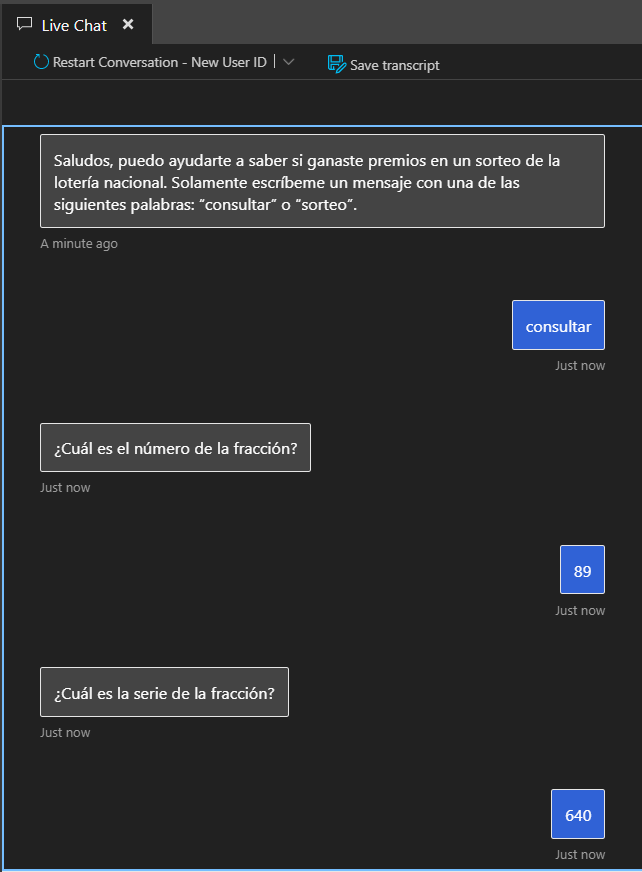 Live Chat
Restart Conversation - New User ID
Save transcript
Saludos, puedo ayudarte a saber si ganaste premios en un sorteo de la
lotería nacional. Solamente escríbeme un mensaje con una de las
siguientes palabras: “consultar” o “sorteo”.
A minute ago
consultar
Just now
¿Cuál es el número de la fracción?
Just now
89
Just now
¿Cuál es la serie de la fracción?
Just now
640
Just now